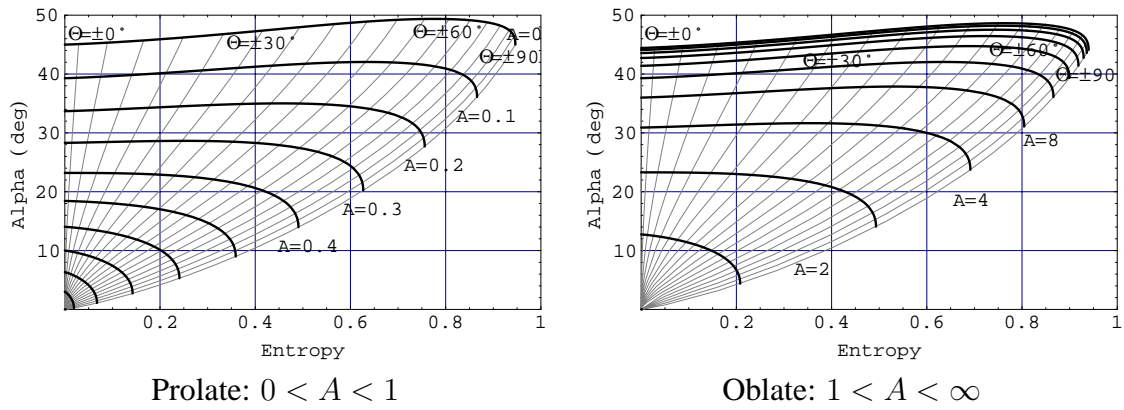 50
40
30
20
10
Alpha (deg)
Θ=±0°
Θ=±30°
Θ=±60°
A=0
Θ=±90
A=0.1
A=0.2
A=0.3
A=0.4
0.2 0.4 0.6 0.8 1
Entropy
Prolate: 0 < A < 1
50
40
30
20
10
Alpha (deg)
Θ=±0°
Θ=±30°
Θ=±60°
Θ=±90
A=8
A=4
A=2
0.2 0.4 0.6 0.8 1
Entropy
Oblate: 1 < A < ∞